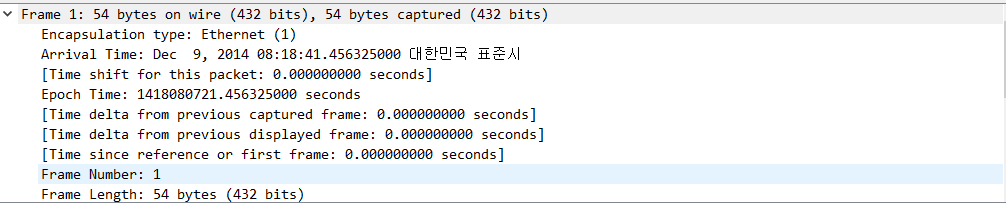 Frame 1: 54 bytes on wire (432 bits), 54 bytes captured (432 bits)
Encapsulation type: Ethernet (1)
Arrival Time: Dec  9, 2014 08:18:41.456325000 대한민국 표준시
[Time shift for this packet: 0.000000000 seconds]
Epoch Time: 1418080721.456325000 seconds
[Time delta from previous captured frame: 0.000000000 seconds]
[Time delta from previous displayed frame: 0.000000000 seconds]
[Time since reference or first frame: 0.000000000 seconds]
Frame Number: 1
Frame Length: 54 bytes (432 bits)